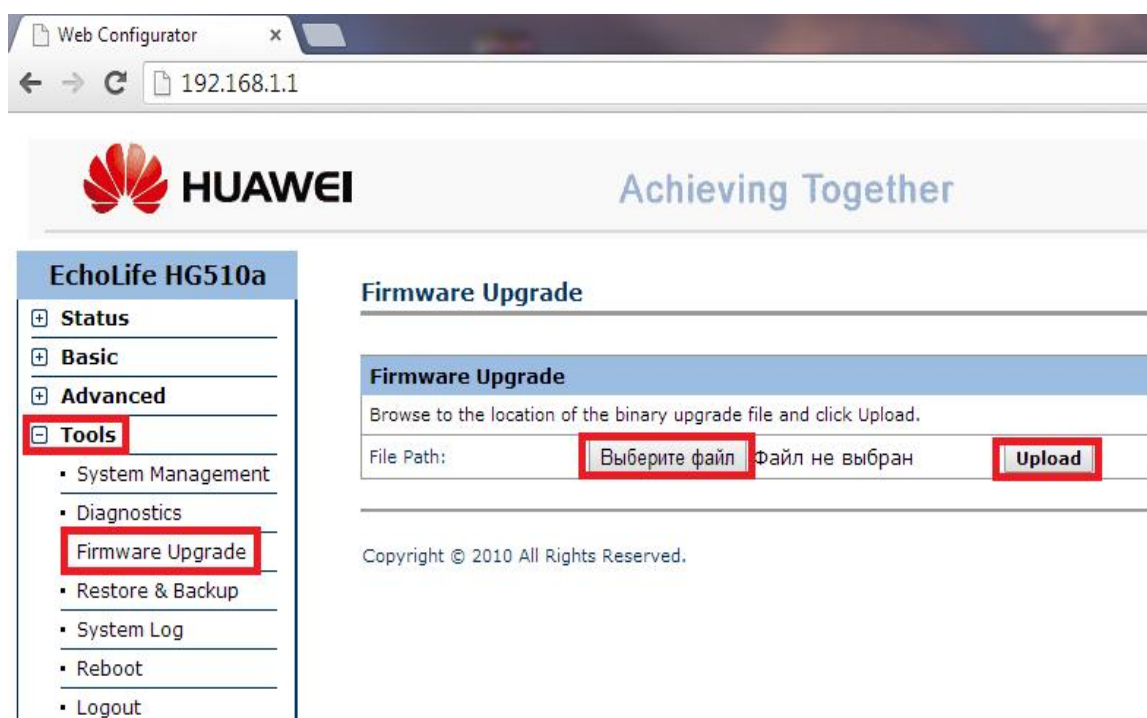 Web Configurator
192.168.1.1
HUAWEI
Achieving Together
EchoLife HG510a
Status
Basic
Advanced
Tools
System Management
Diagnostics
Firmware Upgrade
Restore & Backup
System Log
Reboot
Logout
Firmware Upgrade
Firmware Upgrade
Browse to the location of the binary upgrade file and click Upload.
File Path: Выберите файл Файл не выбран Upload
Copyright © 2010 All Rights Reserved.